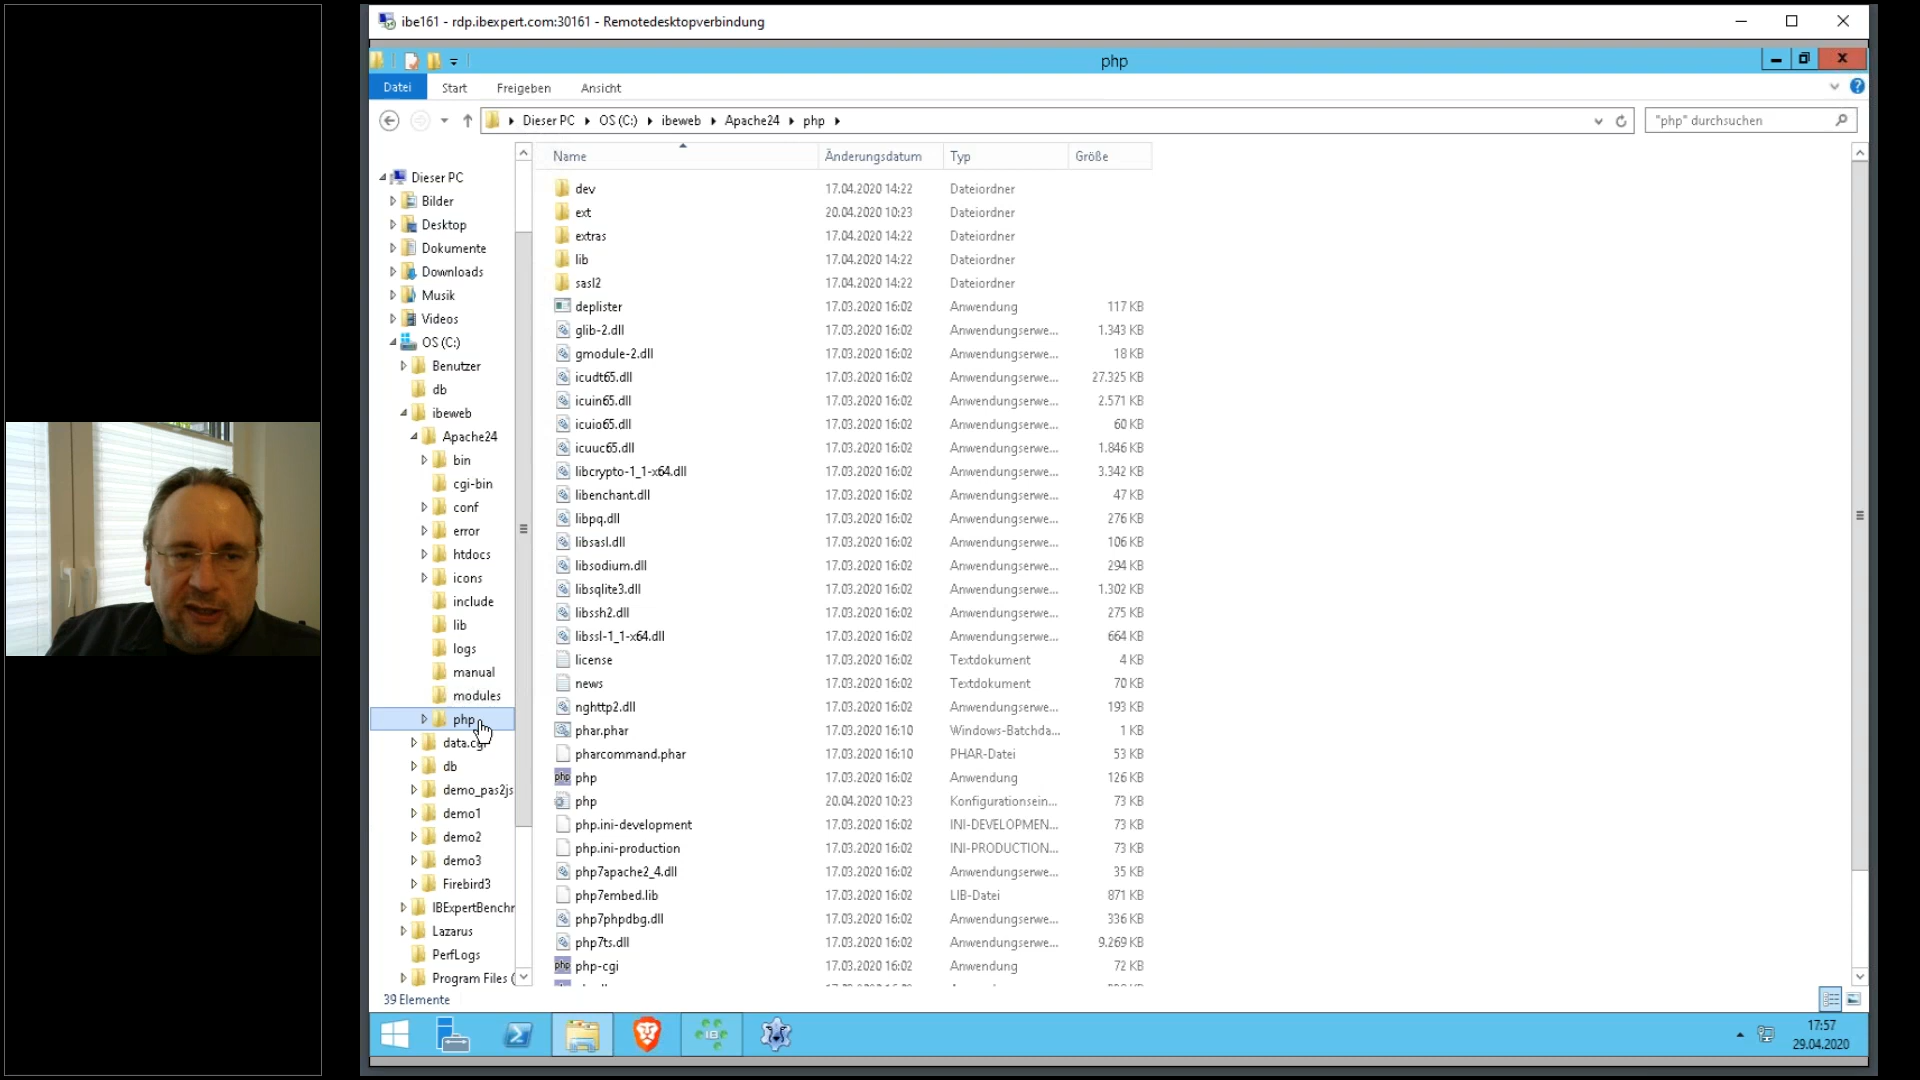 ibe161 - rdp.ibexpert.com:30161 - Remotedesktopverbindung
php
Datei Start Freigeben Ansicht
Dieser PC OS (C:) ibeweb Apache24 php
"php" durchsuchen
Dieser PC
Bilder
Desktop
Dokumente
Downloads
Musik
Videos
OS (C:)
Benutzer
db
ibeweb
Apache24
bin
cgi-bin
conf
error
htdocs
icons
include
lib
logs
manual
modules
php
data.cgi
db
demo_pas2js
demo1
demo2
demo3
Firebird3
IBExpertBenchr
Lazarus
PerfLogs
Program Files (
Name Änderungsdatum Typ Größe
dev 17.04.2020 14:22 Dateiordner
ext 20.04.2020 10:23 Dateiordner
extras 17.04.2020 14:22 Dateiordner
lib 17.04.2020 14:22 Dateiordner
sasl2 17.04.2020 14:22 Dateiordner
deplister 17.03.2020 16:02 Anwendung 117 KB
glib-2.dll 17.03.2020 16:02 Anwendungserwe... 1.343 KB
gmodule-2.dll 17.03.2020 16:02 Anwendungserwe... 18 KB
icudt65.dll 17.03.2020 16:02 Anwendungserwe... 27.325 KB
icuin65.dll 17.03.2020 16:02 Anwendungserwe... 2.571 KB
icuio65.dll 17.03.2020 16:02 Anwendungserwe... 60 KB
icuuc65.dll 17.03.2020 16:02 Anwendungserwe... 1.846 KB
libcrypto-1_1-x64.dll 17.03.2020 16:02 Anwendungserwe... 3.342 KB
libenchant.dll 17.03.2020 16:02 Anwendungserwe... 47 KB
libpq.dll 17.03.2020 16:02 Anwendungserwe... 276 KB
libsasl.dll 17.03.2020 16:02 Anwendungserwe... 106 KB
libsodium.dll 17.03.2020 16:02 Anwendungserwe... 294 KB
libsqlite3.dll 17.03.2020 16:02 Anwendungserwe... 1.302 KB
libssh2.dll 17.03.2020 16:02 Anwendungserwe... 275 KB
libssl-1_1-x64.dll 17.03.2020 16:02 Anwendungserwe... 664 KB
license 17.03.2020 16:02 Textdokument 4 KB
news 17.03.2020 16:02 Textdokument 70 KB
nghttp2.dll 17.03.2020 16:02 Anwendungserwe... 193 KB
phar.phar 17.03.2020 16:10 Windows-Batchda... 1 KB
pharcommand.phar 17.03.2020 16:10 PHAR-Datei 53 KB
php 17.03.2020 16:02 Anwendung 126 KB
php 20.04.2020 10:23 Konfigurationsein... 73 KB
php.ini-development 17.03.2020 16:02 INI-DEVELOPMEN... 73 KB
php.ini-production 17.03.2020 16:02 INI-PRODUCTION... 73 KB
php7apache2_4.dll 17.03.2020 16:02 Anwendungserwe... 35 KB
php7embed.lib 17.03.2020 16:02 LIB-Datei 871 KB
php7phpdbg.dll 17.03.2020 16:02 Anwendungserwe... 336 KB
php7ts.dll 17.03.2020 16:02 Anwendungserwe... 9.269 KB
php-cgi 17.03.2020 16:02 Anwendung 72 KB
39 Elemente
17:57
29.04.2020